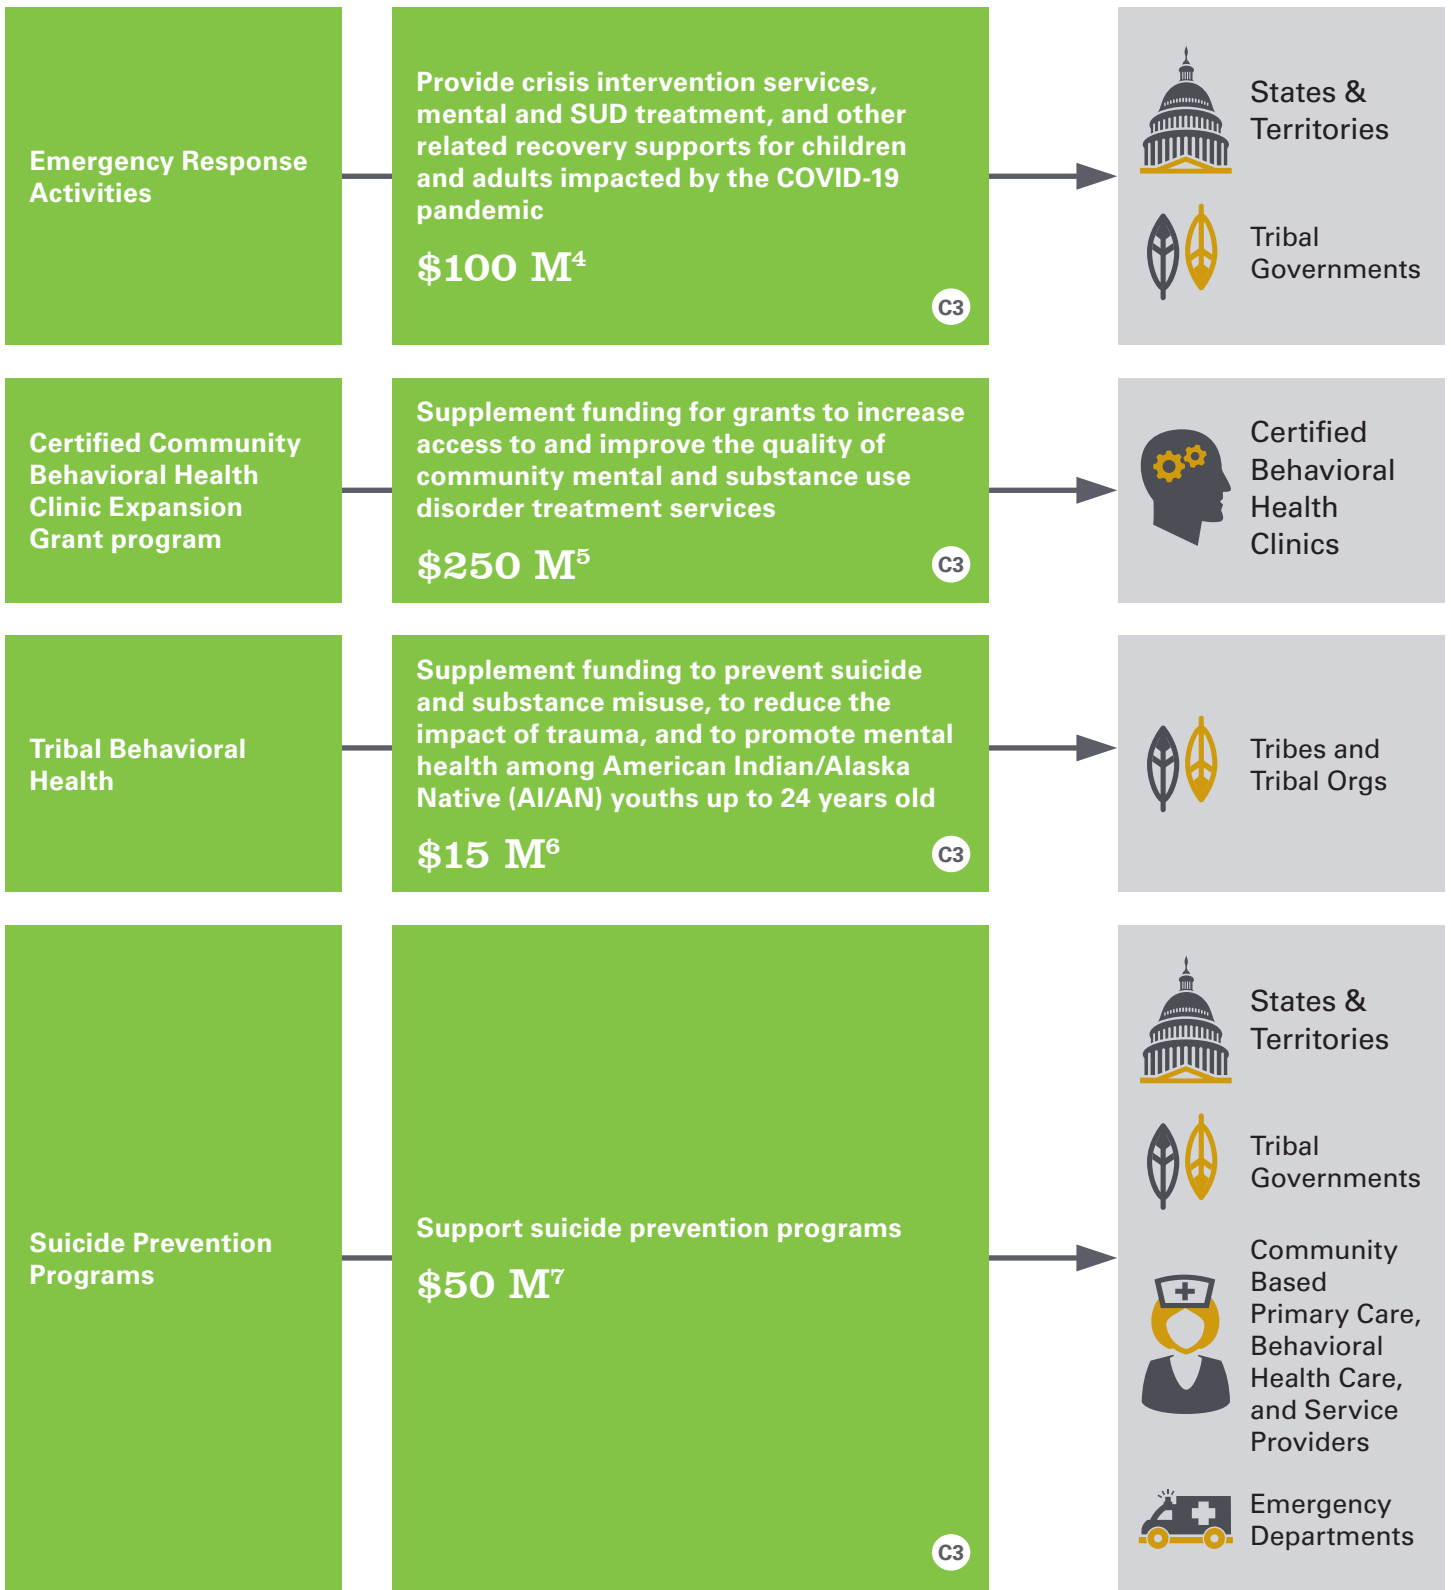 Emergency Response
Activities
Provide crisis intervention services,
mental and SUD treatment, and other
related recovery supports for children
and adults impacted by the COVID-19
pandemic
$100 M⁴
C3
States &
Territories
Tribal
Governments
Certified Community
Behavioral Health
Clinic Expansion
Grant program
Supplement funding for grants to increase
access to and improve the quality of
community mental and substance use
disorder treatment services
$250 M⁵
C3
Certified
Behavioral
Health
Clinics
Tribal Behavioral
Health
Supplement funding to prevent suicide
and substance misuse, to reduce the
impact of trauma, and to promote mental
health among American Indian/Alaska
Native (AI/AN) youths up to 24 years old
$15 M⁶
C3
Tribes and
Tribal Orgs
Suicide Prevention
Programs
Support suicide prevention programs
$50 M⁷
C3
States &
Territories
Tribal
Governments
Community
Based
Primary Care,
Behavioral
Health Care,
and Service
Providers
Emergency
Departments